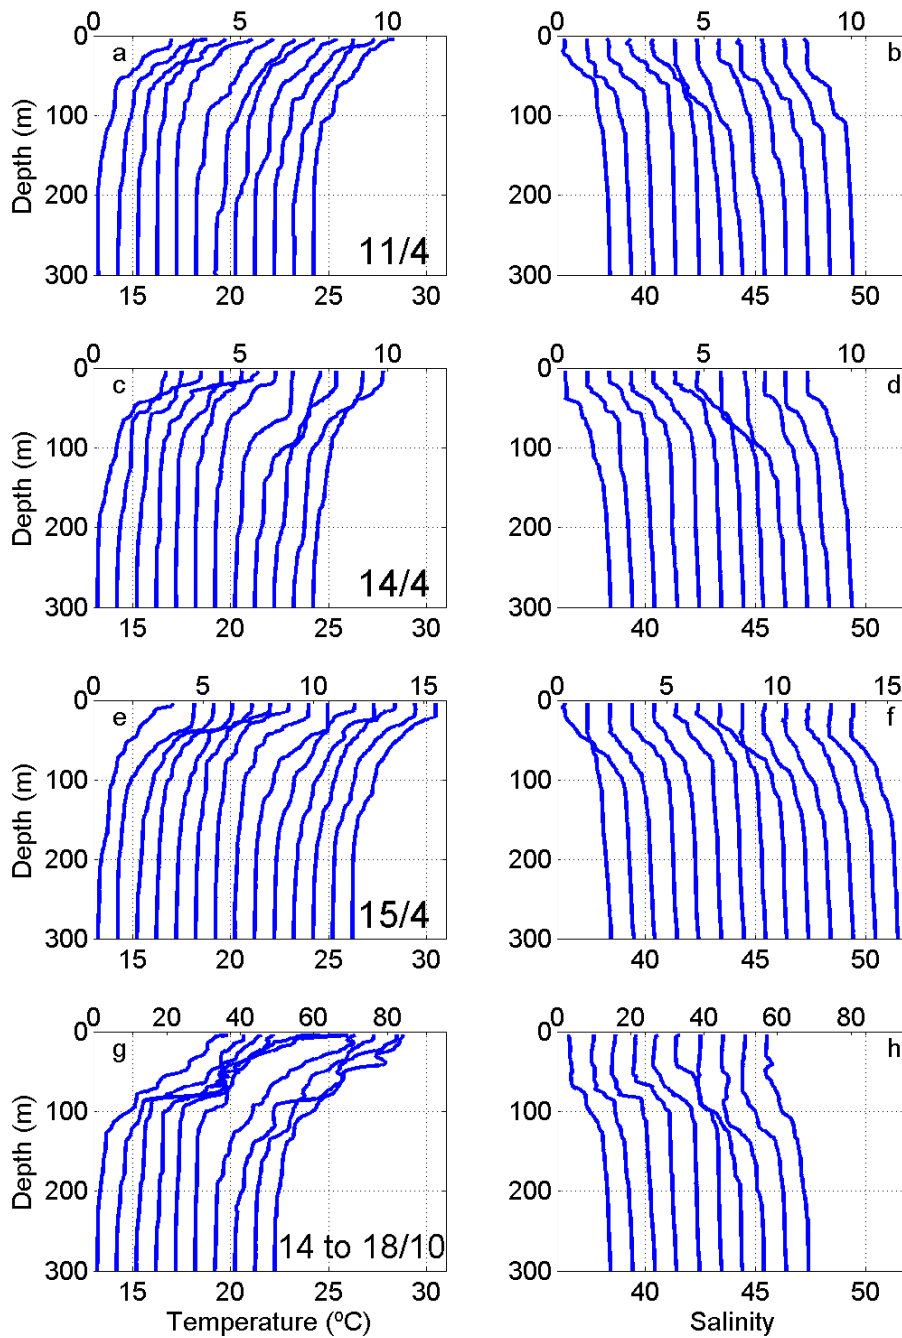 0 5 10 0 5 10
0 a 0 b
100 100
200 200
300 11/4 300
15 20 25 30 40 45 50
Depth (m) Depth (m)
0 5 10 0 5 10
0 c 0 d
100 100
200 200
300 14/4 300
15 20 25 30 40 45 50
Depth (m) Depth (m)
0 5 10 15 0 5 10 15
0 e 0 f
100 100
200 200
300 15/4 300
15 20 25 30 40 45 50
Depth (m) Depth (m)
0 20 40 60 80 0 20 40 60 80
0 g 0 h
100 100
200 200
300 14 to 18/10 300
15 20 25 30 40 45 50
Depth (m) Depth (m)
Temperature (ºC) Salinity